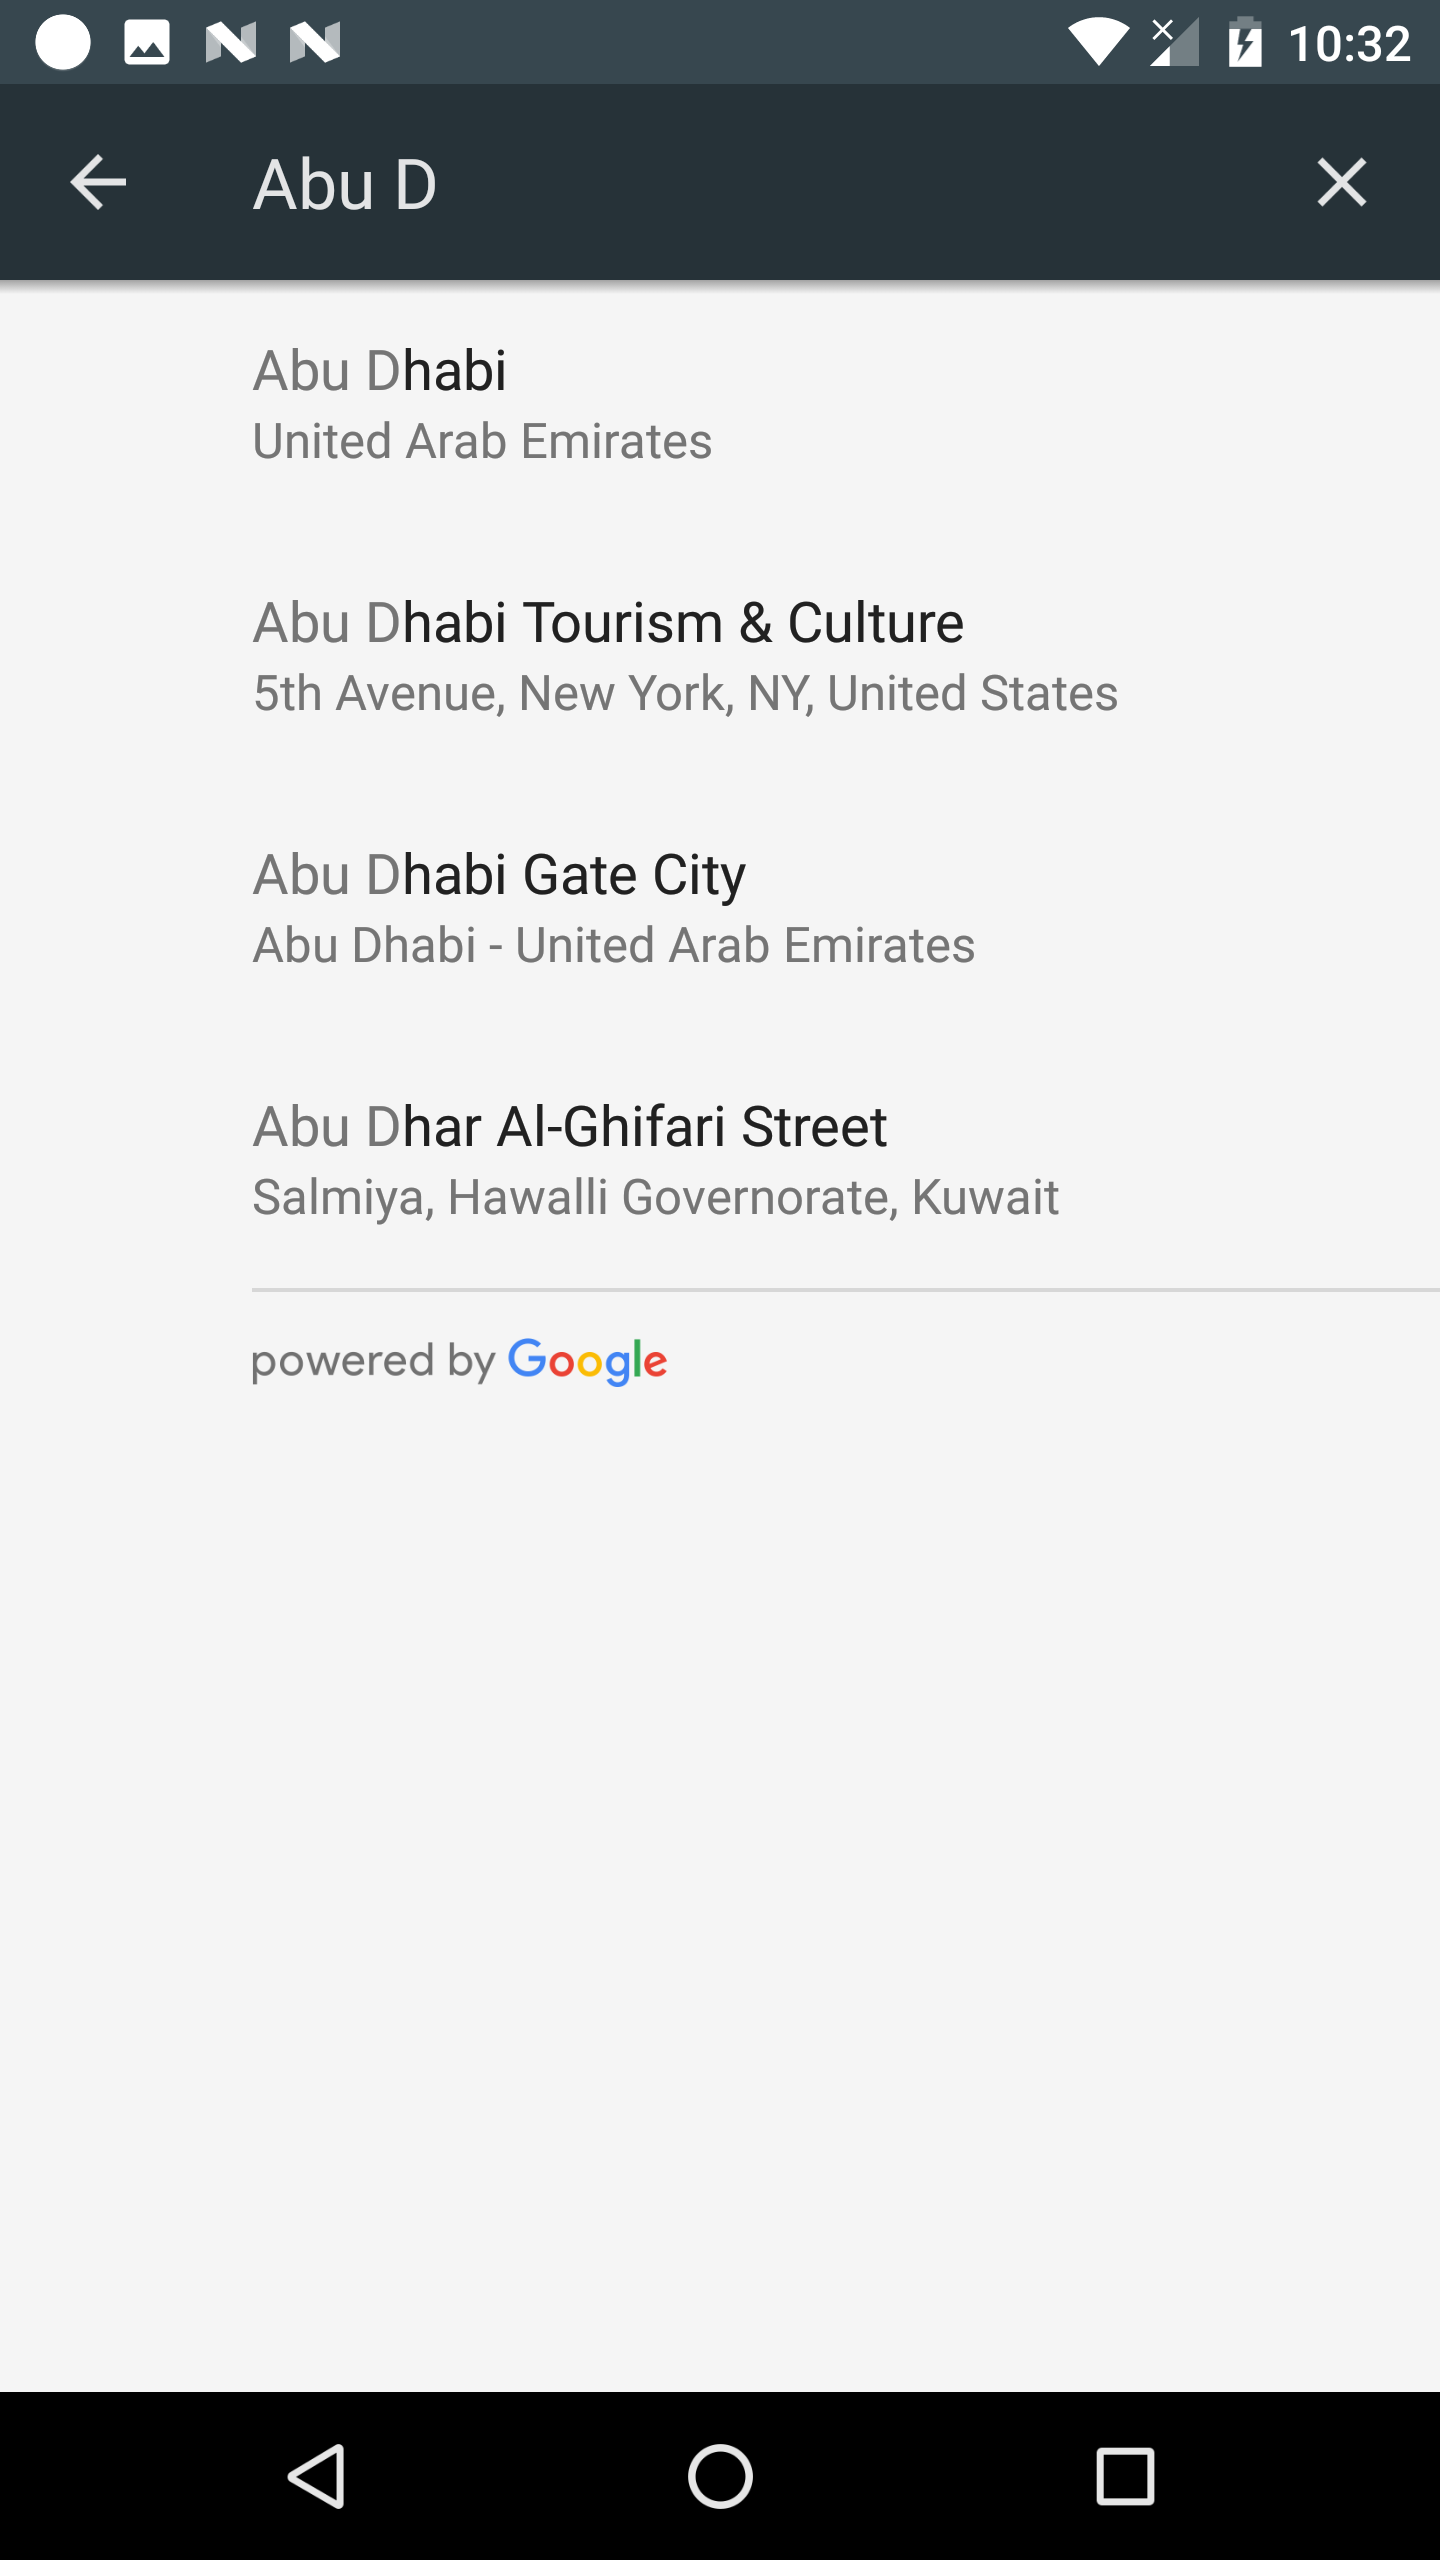 10:32
Abu D
Abu Dhabi
United Arab Emirates
Abu Dhabi Tourism & Culture
5th Avenue, New York, NY, United States
Abu Dhabi Gate City
Abu Dhabi - United Arab Emirates
Abu Dhar Al-Ghifari Street
Salmiya, Hawalli Governorate, Kuwait
powered by Google